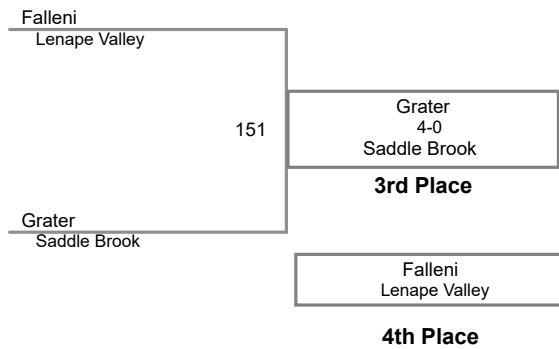 Falleni
Lenape Valley
151
Grater
4-0
Saddle Brook
3rd Place
Grater
Saddle Brook
Falleni
Lenape Valley
4th Place